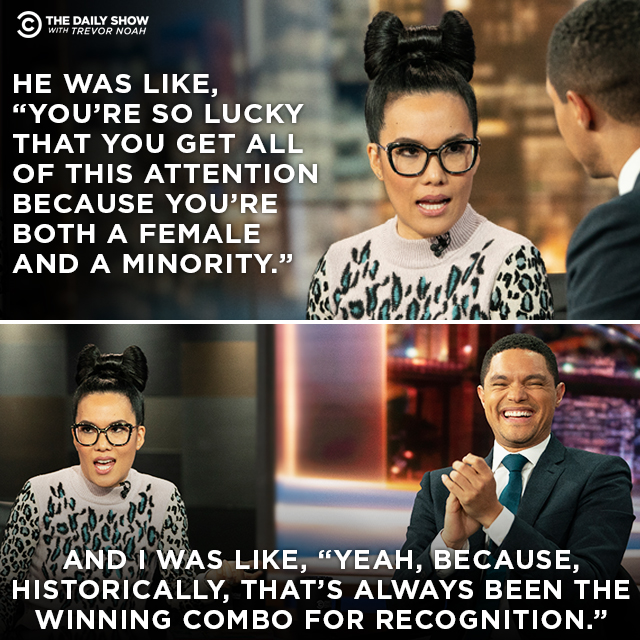 THE DAILY SHOW
WITH TREVOR NOAH
HE WAS LIKE,
“YOU’RE SO LUCKY
THAT YOU GET ALL
OF THIS ATTENTION
BECAUSE YOU’RE
BOTH A FEMALE
AND A MINORITY.”
AND I WAS LIKE, “YEAH, BECAUSE,
HISTORICALLY, THAT’S ALWAYS BEEN THE
WINNING COMBO FOR RECOGNITION.”